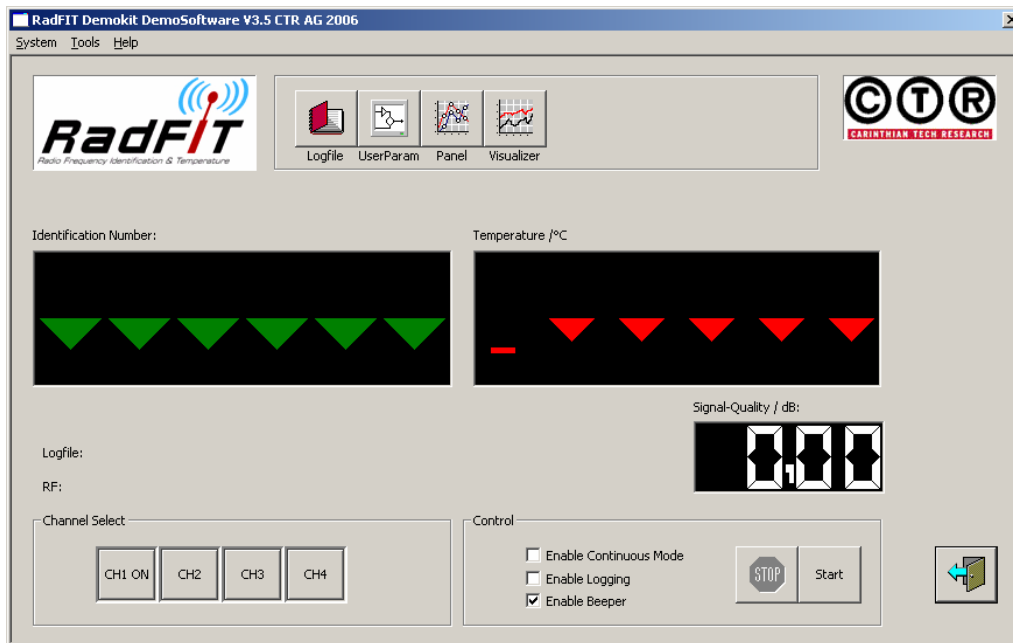 RadFIT Demokit DemoSoftware V3.5 CTR AG 2006
System Tools Help
RadFIT
Radio Frequency Identification & Temperature
Logfile UserParam Panel Visualizer
CTR
CARINTHIAN TECH RESEARCH
Identification Number:
Temperature /°C
Signal-Quality / dB:
0,00
Logfile:
RF:
Channel Select
CH1 ON CH2 CH3 CH4
Control
Enable Continuous Mode
Enable Logging
Enable Beeper
STOP Start